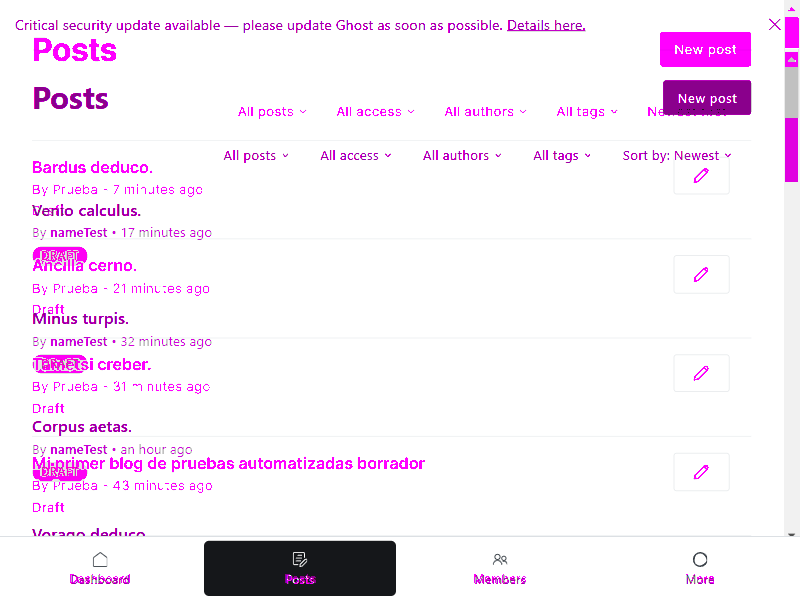 Critical security update available — please update Ghost as soon as possible. Details here.
Posts
New post
Posts
New post
All posts
All access
All authors
All tags
All posts
All access
All authors
All tags
Sort by: Newest
Bardus deduco.
By Prueba - 7 minutes ago
Draft
Verio calculus.
By nameTest • 17 minutes ago
DRAFT
Ancilla cerno.
By Prueba - 21 minutes ago
Draft
Minus turpis.
By nameTest • 32 minutes ago
DRAFT
creber.
By Prueba - 31 minutes ago
Draft
Corpus aetas.
By nameTest • an hour ago
Mi primer blog de pruebas automatizadas borrador
DRAFT
By Prueba - 43 minutes ago
Draft
Vorago deduco.
Dashboard
Posts
Members
More